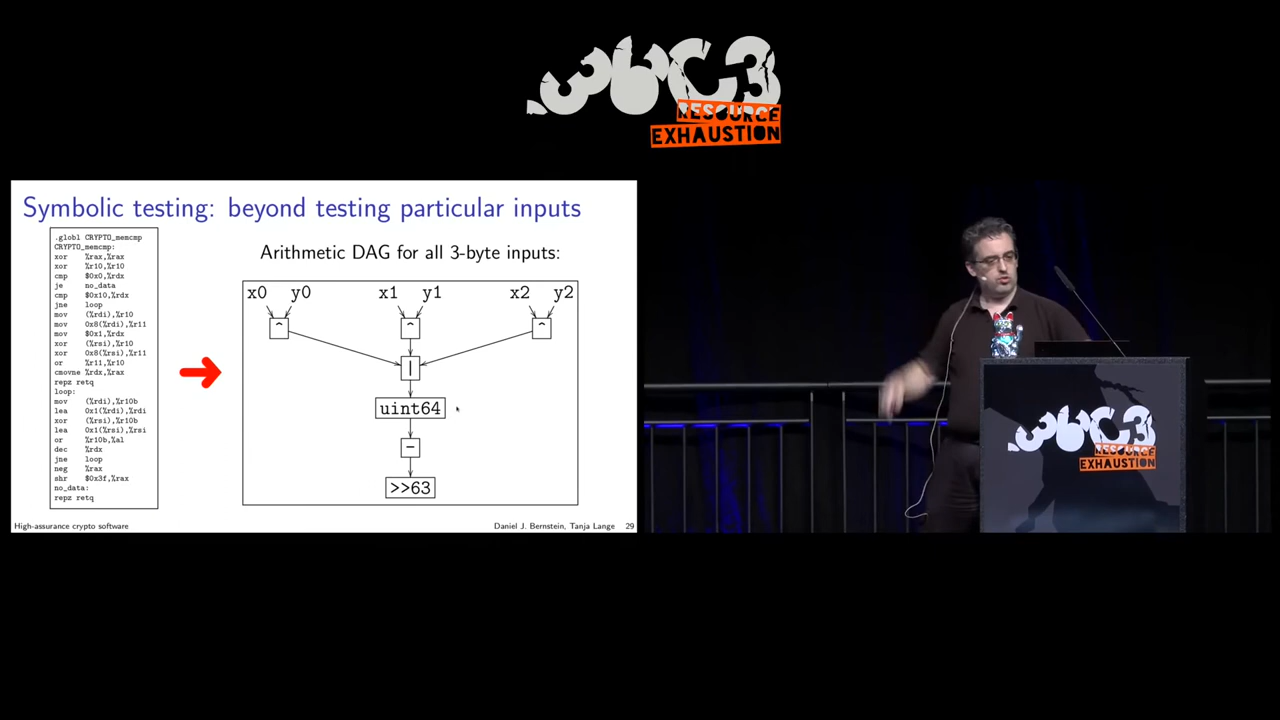 36C3
RESOURCE
EXHAUSTION
Symbolic testing: beyond testing particular inputs
.globl CRYPTO_memcmp
CRYPTO_memcmp:
xor %rax,%rax
xor %r10,%r10
cmp $0x0,%rdx
je no_data
cmp $0x10,%rdx
jne loop
mov (%rdi),%r10
mov 0x8(%rdi),%r11
mov $0x1,%rdx
xor (%rsi),%r10
xor 0x8(%rsi),%r11
or %r11,%r10
cmovne %rdx,%rax
repz retq
loop:
mov (%rdi),%r10b
lea 0x1(%rdi),%rdi
xor (%rsi),%r10b
lea 0x1(%rsi),%rsi
or %r10b,%al
dec %rdx
jne loop
neg %rax
shr $0x3f,%rax
no_data:
repz retq
Arithmetic DAG for all 3-byte inputs:
x0 y0 x1 y1 x2 y2
^ ^ ^
|
uint64
-
>>63
High-assurance crypto software
Daniel J. Bernstein, Tanja Lange 29
36C3
RESOURCE
EXHAUSTION